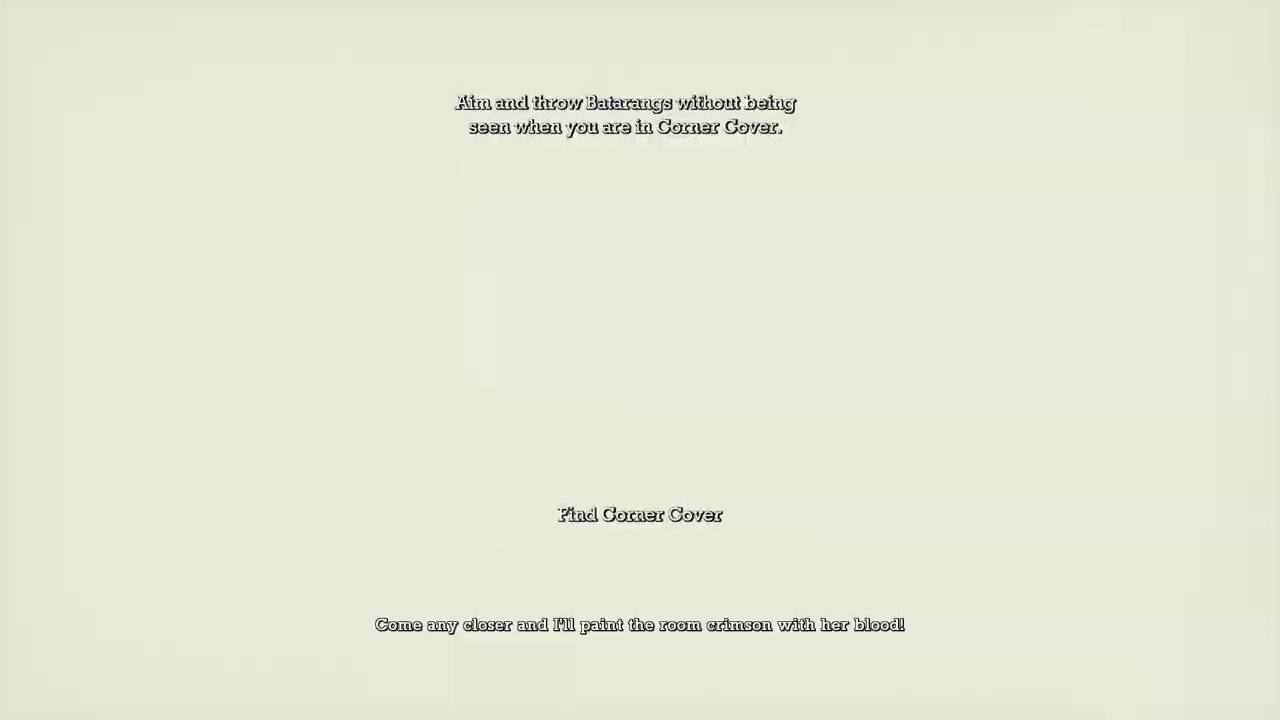 Aim and throw Batarangs without being
seen when you are in Corner Cover.
Find Corner Cover
Come any closer and I'll paint the room crimson with her blood!